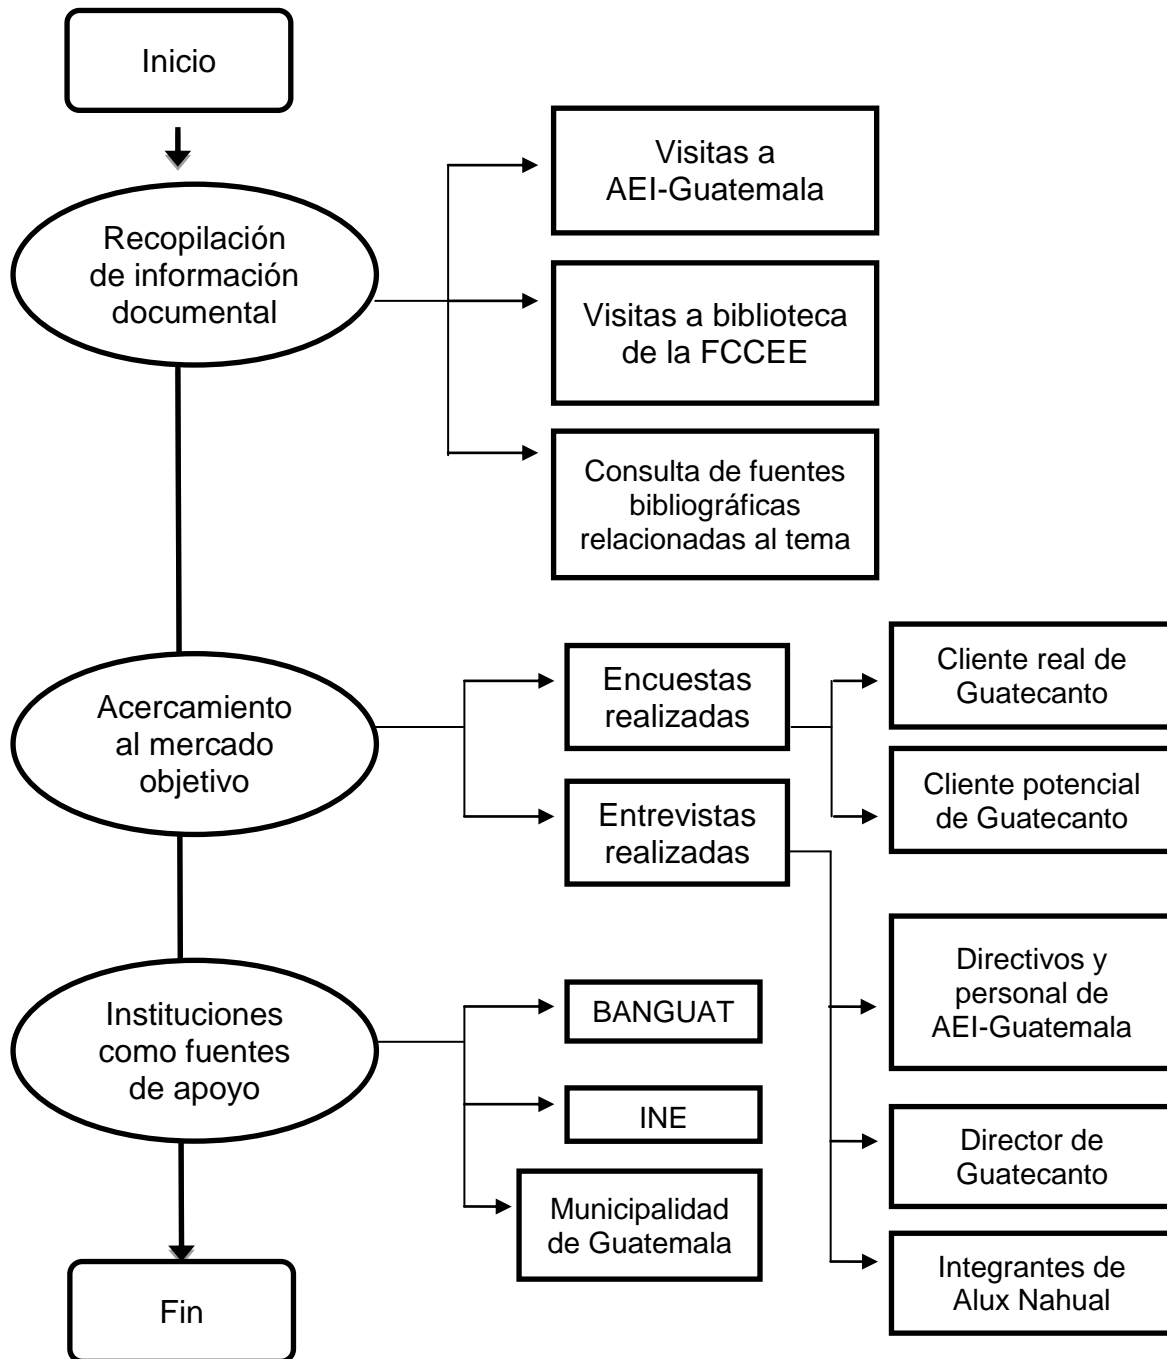 Inicio
Recopilación
de información
documental
Visitas a
AEI-Guatemala
Visitas a biblioteca
de la FCCEE
Consulta de fuentes
bibliográficas
relacionadas al tema
Acercamiento
al mercado
objetivo
Encuestas
realizadas
Cliente real de
Guatecanto
Cliente potencial
de Guatecanto
Entrevistas
realizadas
Directivos y
personal de
AEI-Guatemala
Director de
Guatecanto
Integrantes de
Alux Nahual
Instituciones
como fuentes
de apoyo
BANGUAT
INE
Municipalidad
de Guatemala
Fin